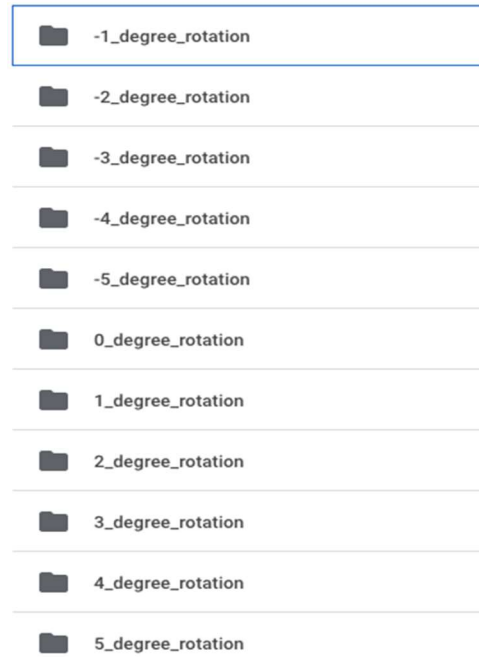 -1_degree_rotation
-2_degree_rotation
-3_degree_rotation
-4_degree_rotation
-5_degree_rotation
0_degree_rotation
1_degree_rotation
2_degree_rotation
3_degree_rotation
4_degree_rotation
5_degree_rotation